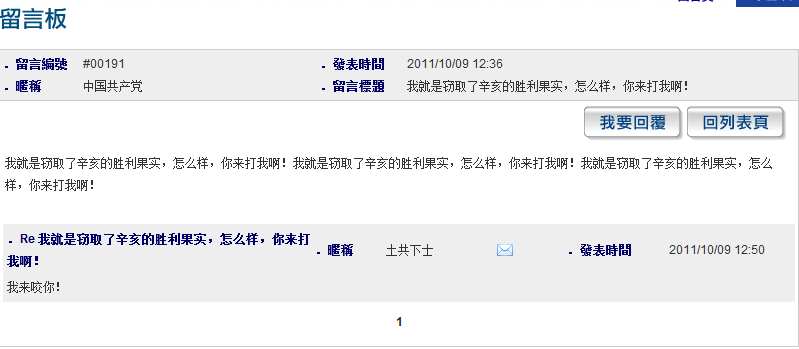 留言板
. 留言編號 #00191 . 發表時間 2011/10/09 12:36
. 暱稱 中国共产党 . 留言標題 我就是窃取了辛亥的胜利果实，怎么样，你来打我啊！
我要回覆 回列表頁
我就是窃取了辛亥的胜利果实，怎么样，你来打我啊！我就是窃取了辛亥的胜利果实，怎么样，你来打我啊！我就是窃取了辛亥的胜利果实，怎么
样，你来打我啊！
. Re 我就是窃取了辛亥的胜利果实，怎么样，你来打
我啊！ . 暱稱 土共下士 . 發表時間 2011/10/09 12:50
我来咬你！
1